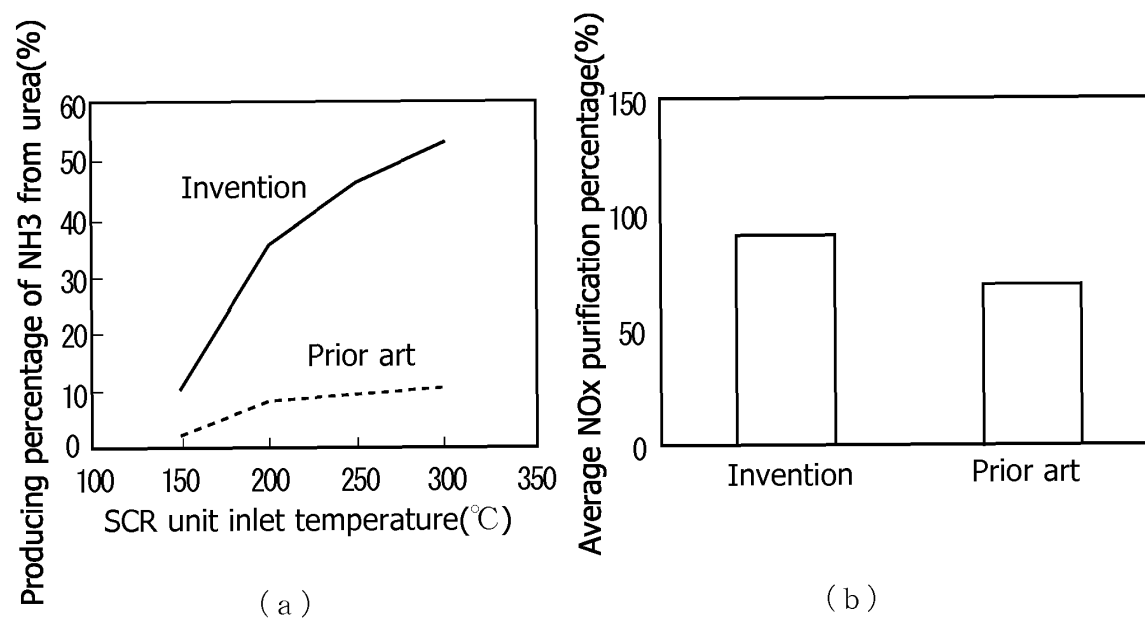 Producing percentage of NH3 from urea(%)
60
50
40
30
20
10
0
Invention
Prior art
100 150 200 250 300 350
SCR unit inlet temperature(℃)
(a)
Average NOx purification percentage(%)
150
100
50
0
Invention Prior art
(b)